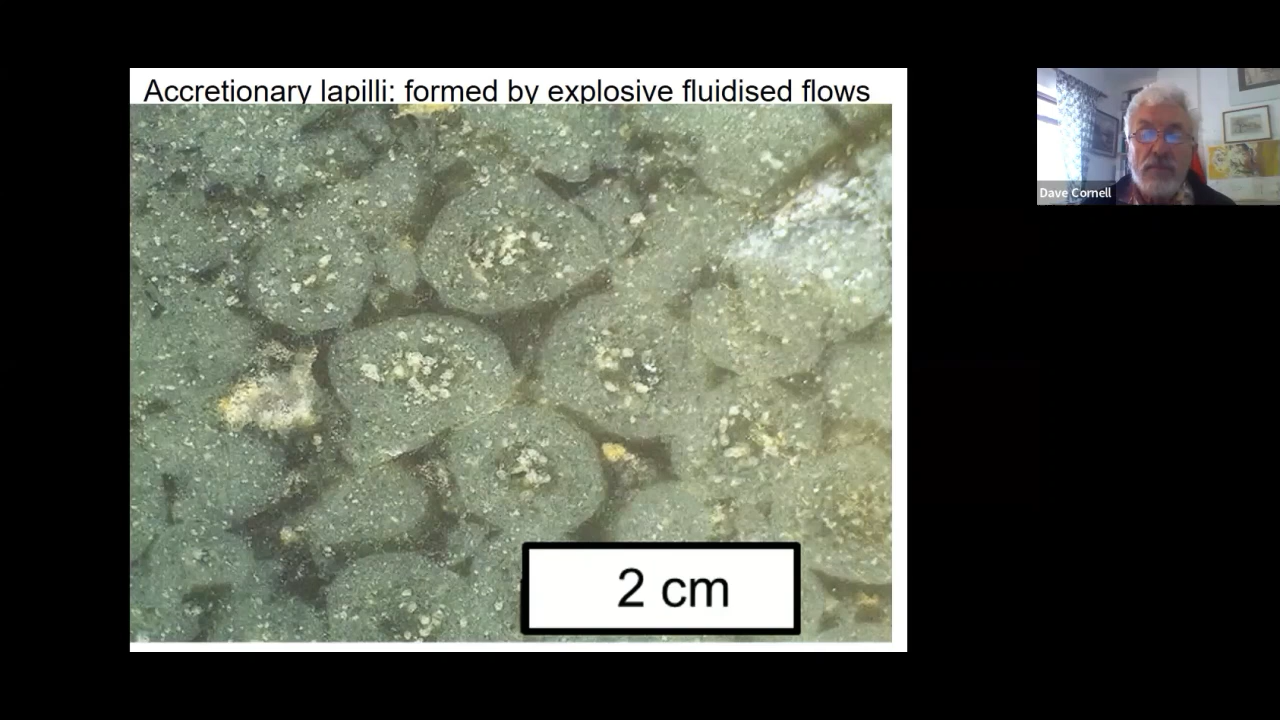 Accretionary lapilli: formed by explosive fluidised flows
Dave Cornell
2 cm